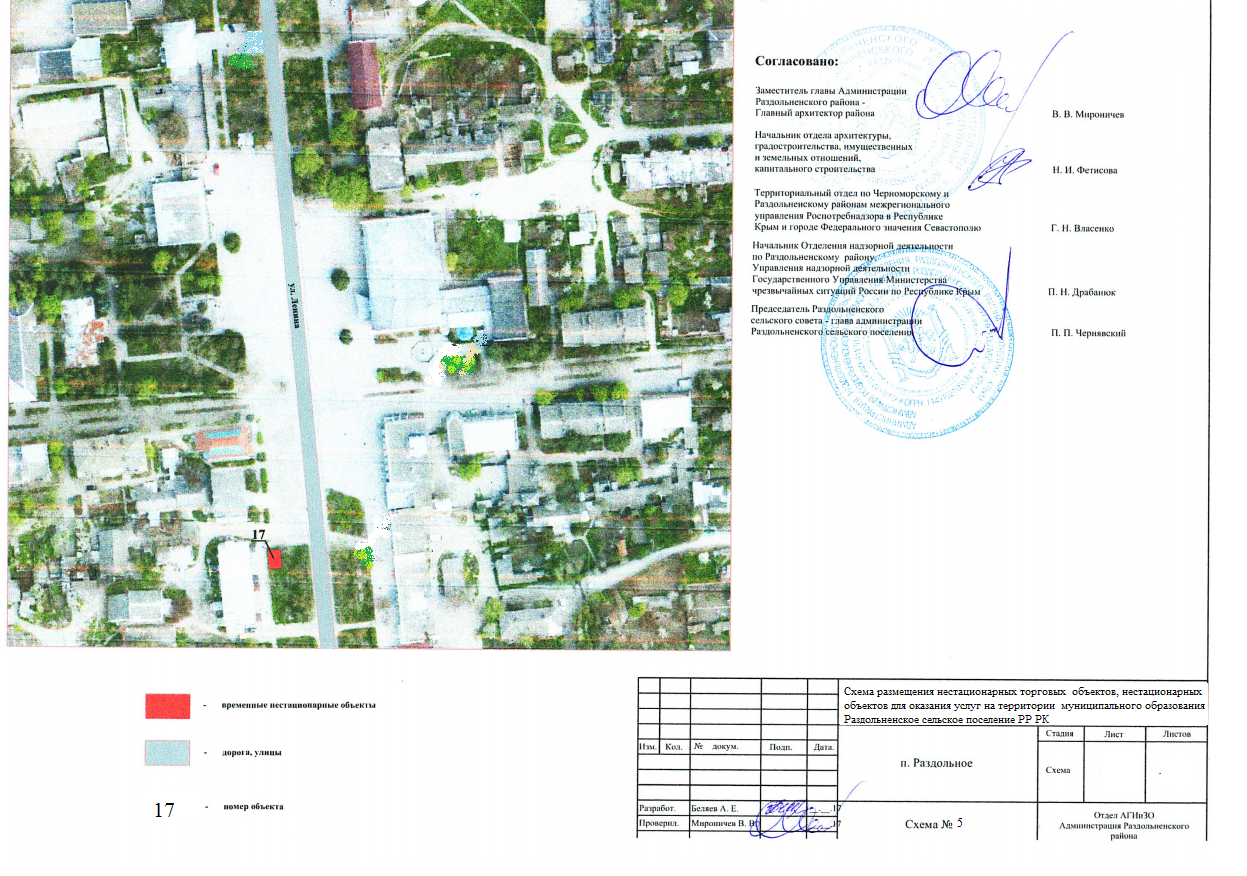 ул. Ленина
17
Согласовано:
Заместитель главы Администрации
Раздольненского района -
Главный архитектор района
В. В. Мироничев
Начальник отдела архитектуры,
градостроительства, имущественных
и земельных отношений,
капитального строительства
Н. И. Фетисова
Территориальный отдел по Черноморскому и
Раздольненскому районам межрегионального
управления Роспотребнадзора в Республике
Крым и городе Федерального значения Севастополю
Г. Н. Власенко
Начальник Отделения надзорной деятельности
по Раздольненскому району,
Управления надзорной деятельности
Государственного Управления Министерства
чрезвычайных ситуаций России по Республике Крым
П. Н. Драбанюк
Председатель Раздольненского
сельского совета - глава администрации
Раздольненского сельского поселения
П. П. Чернявский
- временные нестационарные объекты
- дорога, улицы
17 - номер объекта
Схема размещения нестационарных торговых объектов, нестационарных
объектов для оказания услуг на территории муниципального образования
Раздольненское сельское поселение РР РК
Изм. Кол. № докум. Подп. Дата.
п. Раздольное
Стадия Лист Листов
Схема -
Разработ. Беляев А. Е. 17
Проверил. Мироничев В. В. 17
Схема № 5
Отдел АГИиЗО
Администрация Раздольненского
района